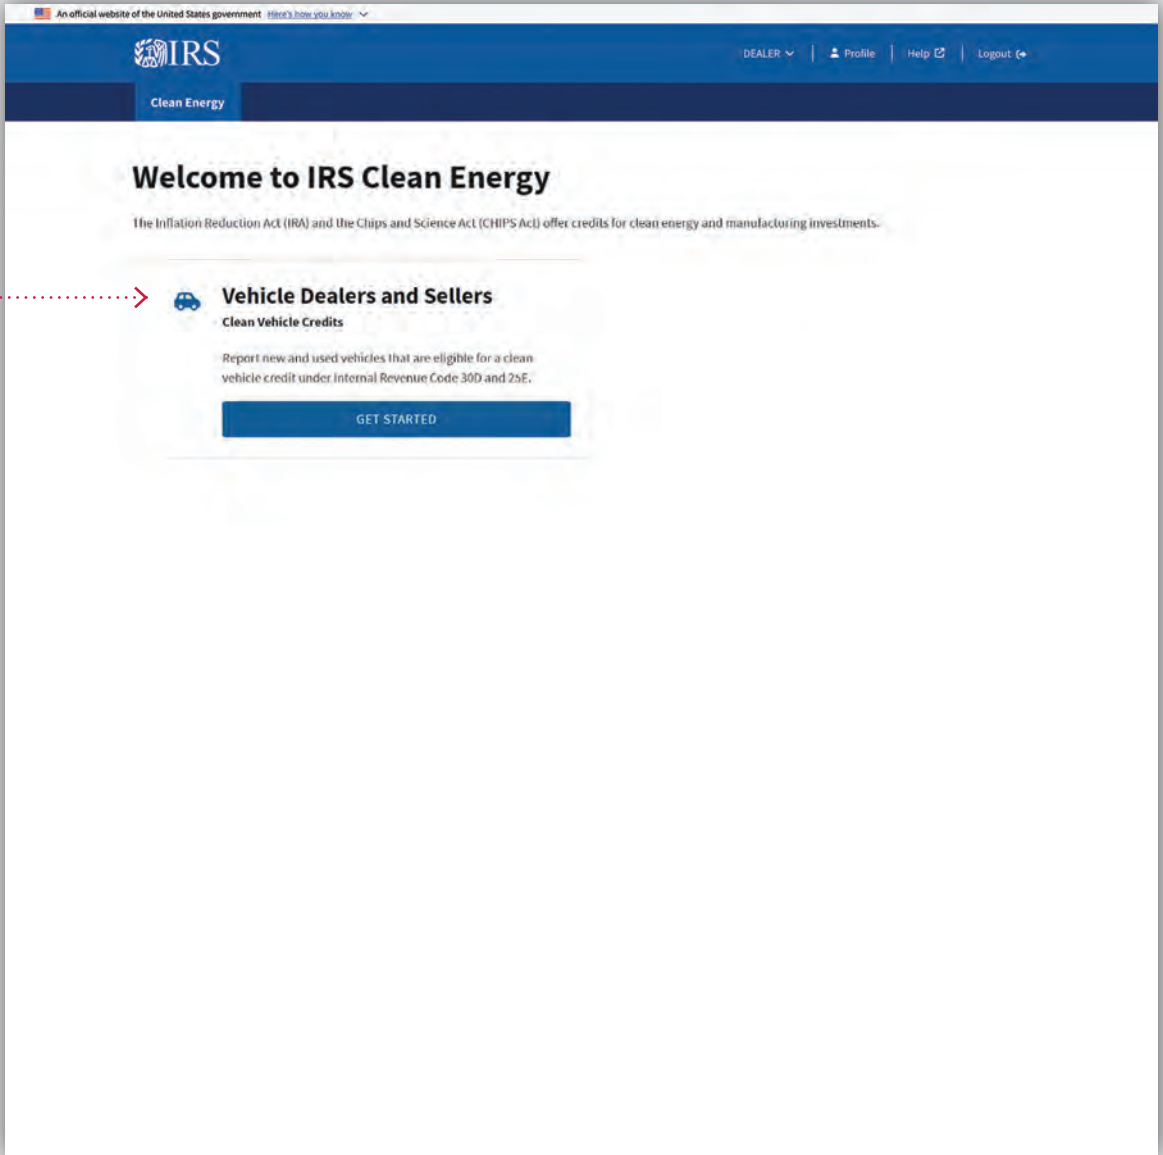 An official website of the United States government Here's how you know
IRS
DEALER Profile Help Logout
Clean Energy
Welcome to IRS Clean Energy
The Inflation Reduction Act (IRA) and the Chips and Science Act (CHIPS Act) offer credits for clean energy and manufacturing investments.
Vehicle Dealers and Sellers
Clean Vehicle Credits
Report new and used vehicles that are eligible for a clean
vehicle credit under Internal Revenue Code 30D and 25E.
GET STARTED